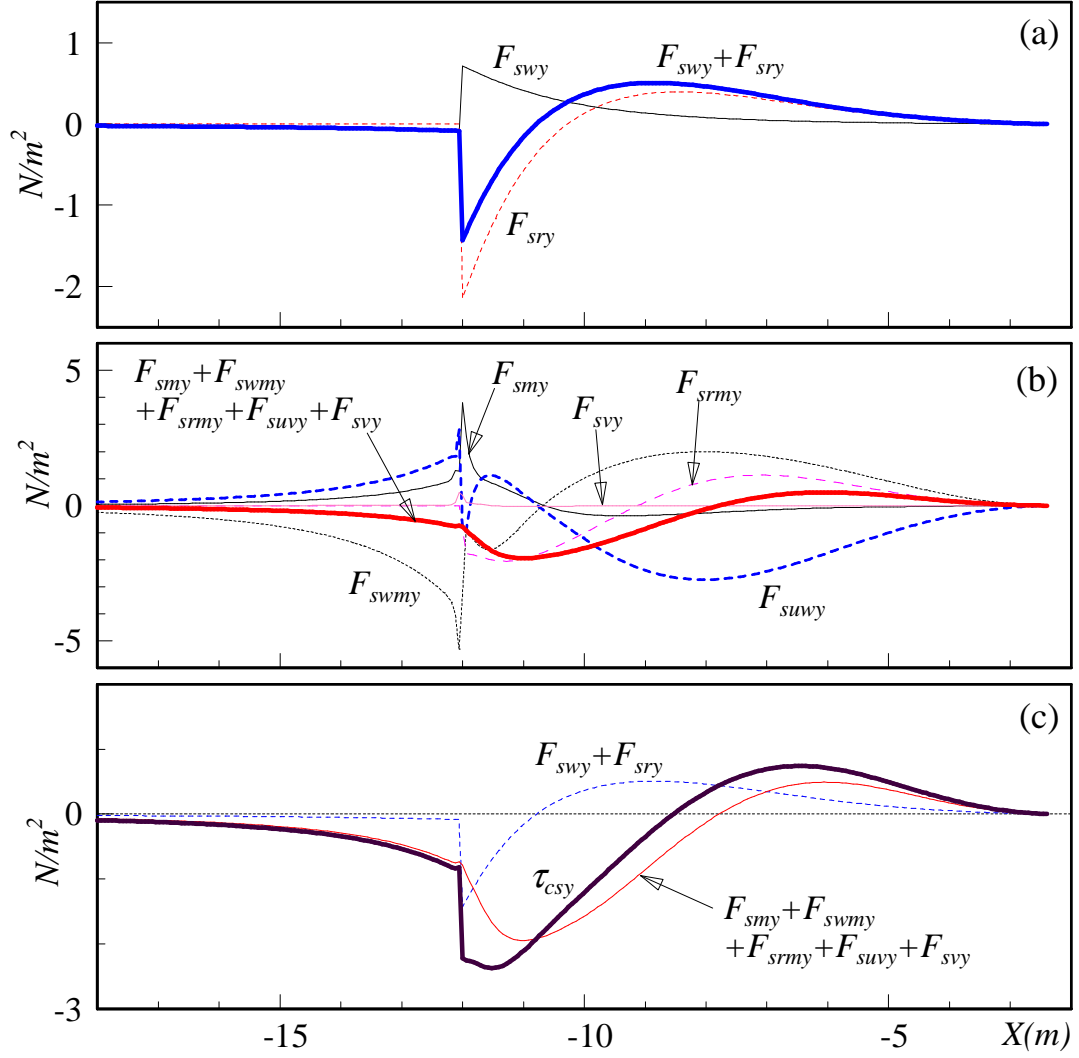 (a)
1
F_swy
F_swy+F_sry
0
N/m²
-1
F_sry
-2
(b)
5
F_smy+F_swmy
+F_srmy+F_suvy+F_svy
F_smy
F_svy
F_srmy
N/m²
0
F_swmy
F_suwy
-5
(c)
F_swy+F_sry
0
N/m²
τ_csy
F_smy+F_swmy
+F_srmy+F_suvy+F_svy
-3
-15 -10 -5 X(m)